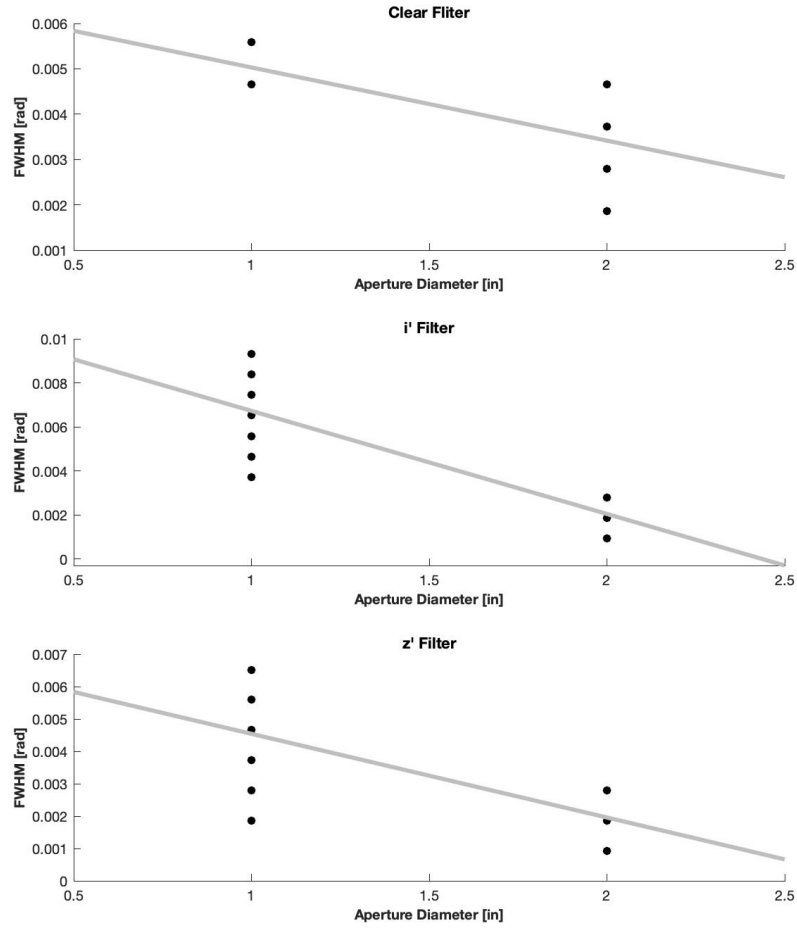 Clear Fliter
0.006
0.005
0.004
0.003
0.002
0.001
FWHM [rad]
0.5 1 1.5 2 2.5
Aperture Diameter [in]
i' Filter
0.01
0.008
0.006
0.004
0.002
0
FWHM [rad]
0.5 1 1.5 2 2.5
Aperture Diameter [in]
z' Filter
0.007
0.006
0.005
0.004
0.003
0.002
0.001
0
FWHM [rad]
0.5 1 1.5 2 2.5
Aperture Diameter [in]